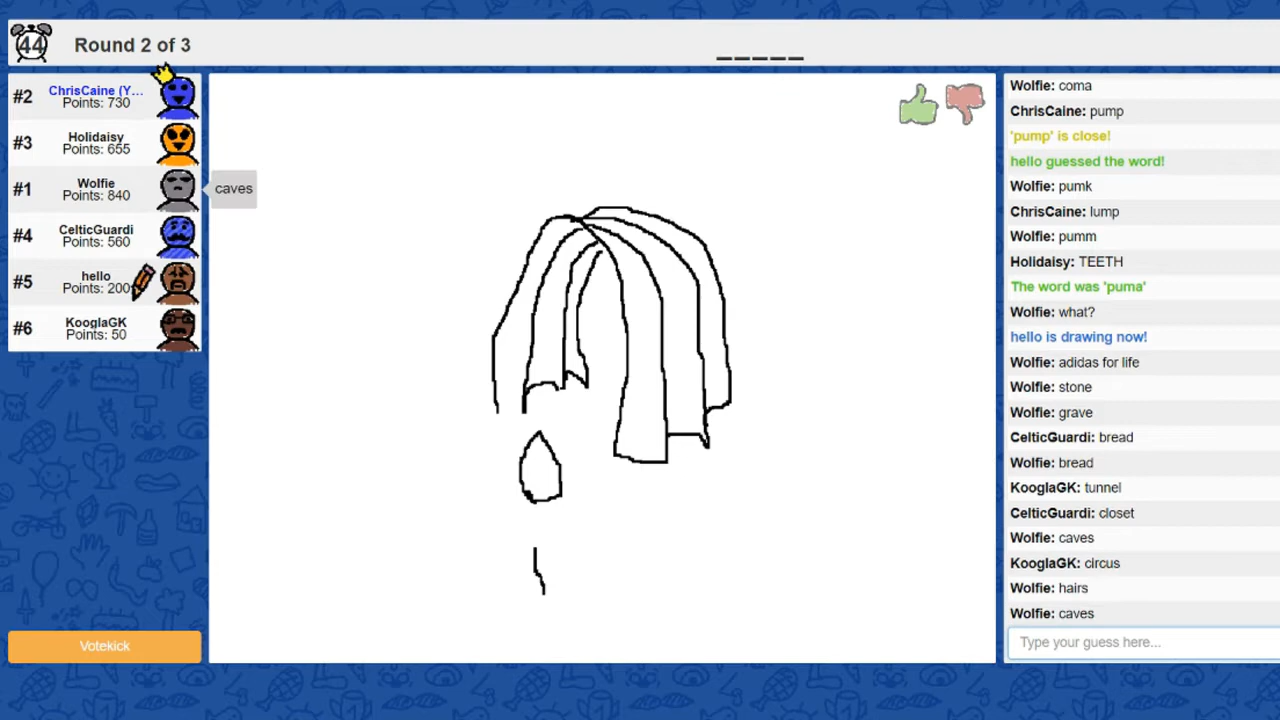 44
Round 2 of 3
_ _ _ _ _
#2 ChrisCaine (Y...
Points: 730
#3 Holidaisy
Points: 655
#1 Wolfie
Points: 840
caves
#4 CelticGuardi
Points: 560
#5 hello
Points: 200
#6 KooglaGK
Points: 50
Votekick
Wolfie: coma
ChrisCaine: pump
'pump' is close!
hello guessed the word!
Wolfie: pumk
ChrisCaine: lump
Wolfie: pumm
Holidaisy: TEETH
The word was 'puma'
Wolfie: what?
hello is drawing now!
Wolfie: adidas for life
Wolfie: stone
Wolfie: grave
CelticGuardi: bread
Wolfie: bread
KooglaGK: tunnel
CelticGuardi: closet
Wolfie: caves
KooglaGK: circus
Wolfie: hairs
Wolfie: caves
Type your guess here...